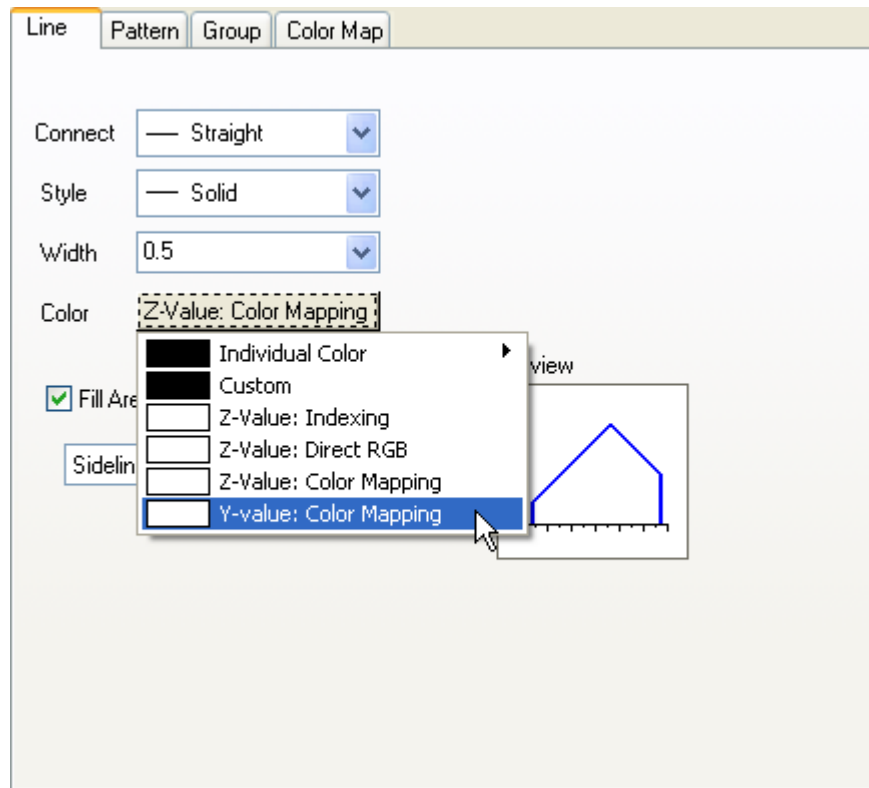 Line Pattern Group Color Map
Connect — Straight
Style — Solid
Width 0.5
Color Z-Value: Color Mapping
Individual Color
Custom
Z-Value: Indexing
Z-Value: Direct RGB
Z-Value: Color Mapping
Y-value: Color Mapping
view
Fill Are
Sidelin